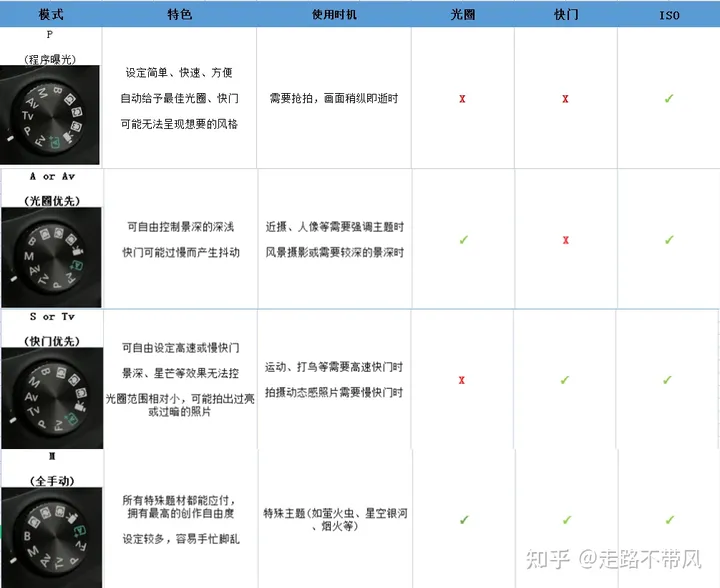 模式 特色 使用时机 光圈 快门 ISO
P
(程序曝光)
设定简单、快速、方便
自动给予最佳光圈、快门
可能无法呈现想要的风格
需要抢拍，画面稍纵即逝时
X X ✓
M
Av
Tv
P
Fv
B
A+
A or Av
(光圈优先)
可自由控制景深的深浅
快门可能过慢而产生抖动
近摄、人像等需要强调主题时
风景摄影或需要较深的景深时
✓ X ✓
B
M
Av
Tv
P
Fv
A+
S or Tv
(快门优先)
可自由设定高速或慢快门
景深、星芒等效果无法控
光圈范围相对小，可能拍出过亮
或过暗的照片
运动、打鸟等需要高速快门时
拍摄动态感照片需要慢快门时
X ✓ ✓
B
M
Av
Tv
P
Fv
A+
M
(全手动)
所有特殊题材都能应付，
拥有最高的创作自由度
设定较多，容易手忙脚乱
特殊主题(如萤火虫、星空银河
、烟火等)
✓ ✓ ✓
B
M
Av
Tv
P
Fv
A+
知乎 @走路不带风